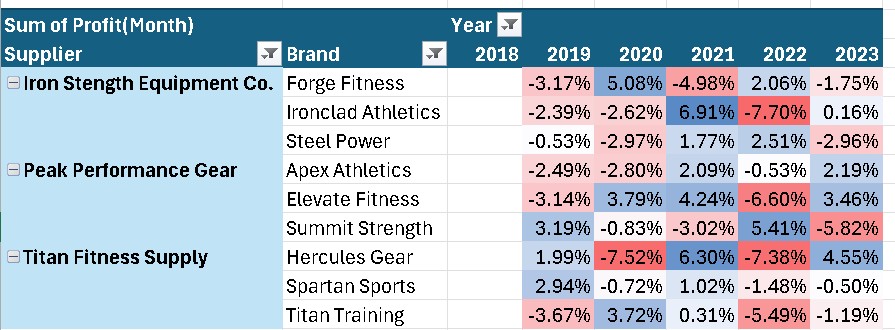 Sum of Profit(Month) Year
Supplier Brand 2018 2019 2020 2021 2022 2023
Iron Stength Equipment Co. Forge Fitness -3.17% 5.08% -4.98% 2.06% -1.75%
Ironclad Athletics -2.39% -2.62% 6.91% -7.70% 0.16%
Steel Power -0.53% -2.97% 1.77% 2.51% -2.96%
Peak Performance Gear Apex Athletics -2.49% -2.80% 2.09% -0.53% 2.19%
Elevate Fitness -3.14% 3.79% 4.24% -6.60% 3.46%
Summit Strength 3.19% -0.83% -3.02% 5.41% -5.82%
Titan Fitness Supply Hercules Gear 1.99% -7.52% 6.30% -7.38% 4.55%
Spartan Sports 2.94% -0.72% 1.02% -1.48% -0.50%
Titan Training -3.67% 3.72% 0.31% -5.49% -1.19%